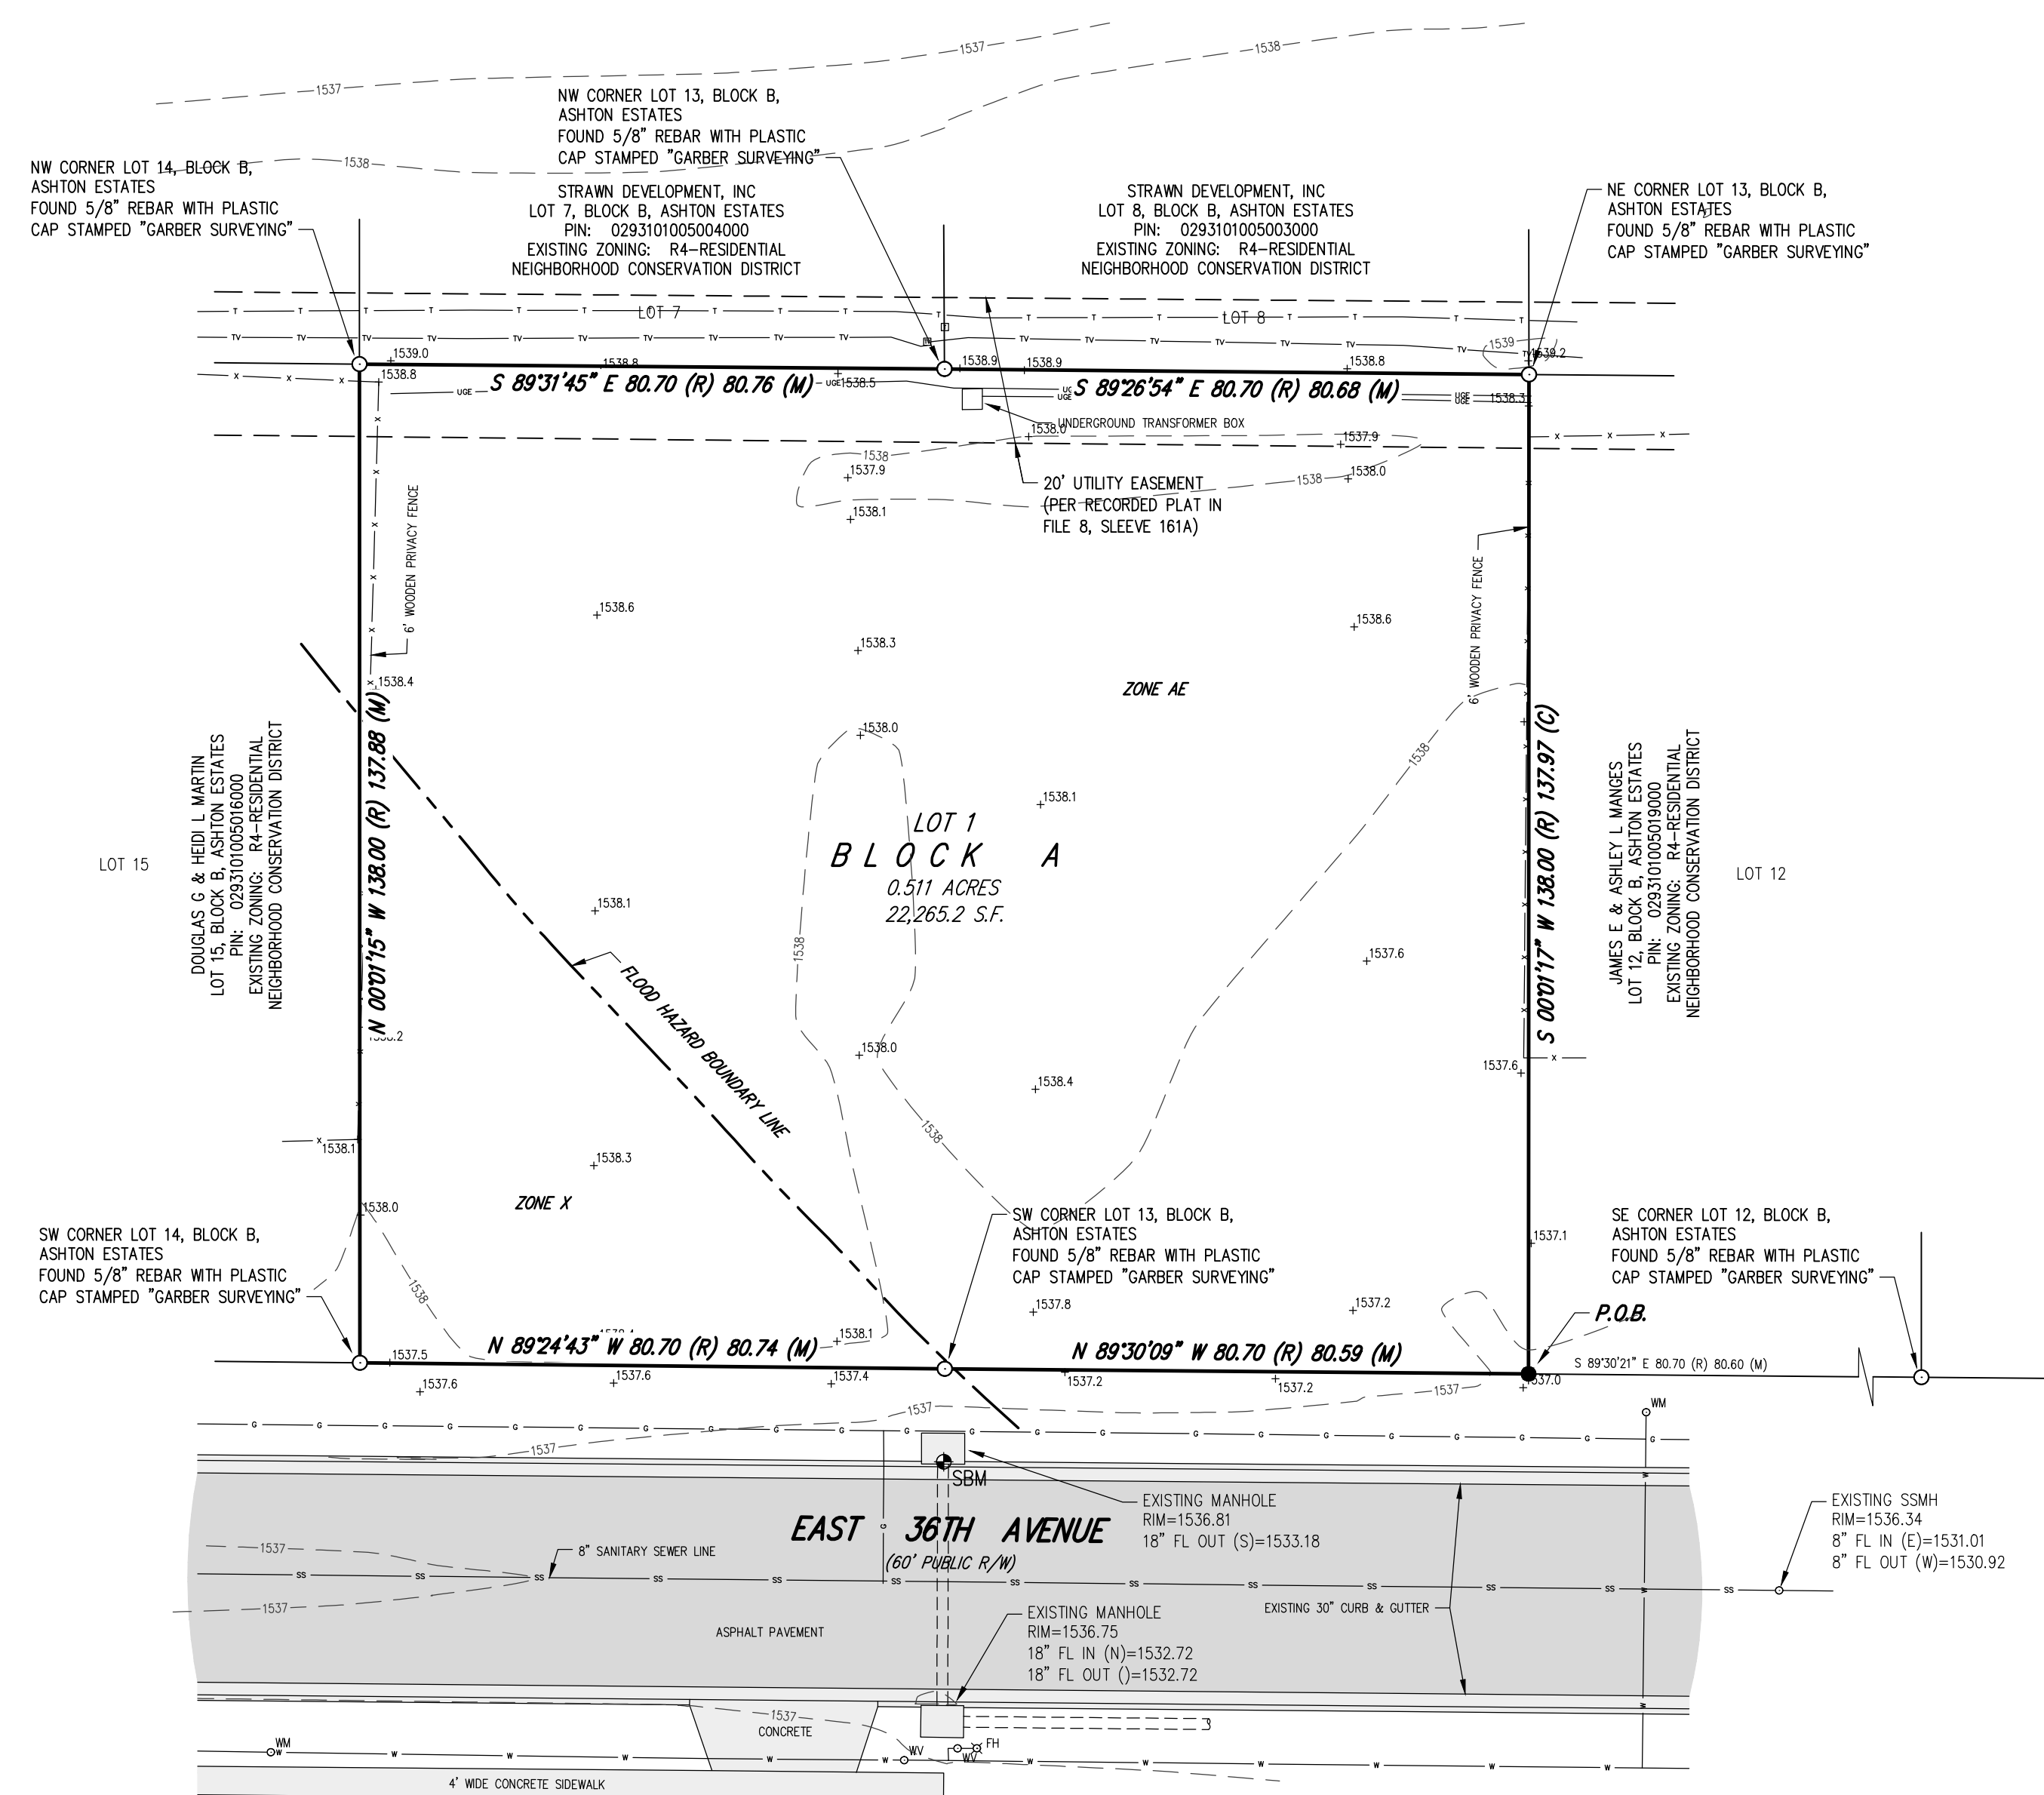 1537
1538
1537
1538
NW CORNER LOT 13, BLOCK B,
ASHTON ESTATES
FOUND 5/8" REBAR WITH PLASTIC
CAP STAMPED "GARBER SURVEYING"
NW CORNER LOT 14, BLOCK B,
ASHTON ESTATES
FOUND 5/8" REBAR WITH PLASTIC
CAP STAMPED "GARBER SURVEYING"
STRAWN DEVELOPMENT, INC
LOT 7, BLOCK B, ASHTON ESTATES
PIN: 0293101005004000
EXISTING ZONING: R4-RESIDENTIAL
NEIGHBORHOOD CONSERVATION DISTRICT
STRAWN DEVELOPMENT, INC
LOT 8, BLOCK B, ASHTON ESTATES
PIN: 0293101005003000
EXISTING ZONING: R4-RESIDENTIAL
NEIGHBORHOOD CONSERVATION DISTRICT
NE CORNER LOT 13, BLOCK B,
ASHTON ESTATES
FOUND 5/8" REBAR WITH PLASTIC
CAP STAMPED "GARBER SURVEYING"
LOT 7
LOT 8
1539
1539.0
1538.8
1538.9
1538.9
1538.8
1539.2
1538.8
1538.5
1538.3
S 89°31'45" E 80.70 (R) 80.76 (M)
S 89°26'54" E 80.70 (R) 80.68 (M)
UGE
UGE
UNDERGROUND TRANSFORMER BOX
1538.0
1537.9
1538
1537.9
1538
1538.0
1538.1
20' UTILITY EASEMENT
(PER RECORDED PLAT IN
FILE 8, SLEEVE 161A)
6' WOODEN PRIVACY FENCE
6' WOODEN PRIVACY FENCE
1538.6
1538.3
1538.6
1538.4
ZONE AE
1538.0
1538
1538.1
N 00°01'15" W 138.00 (R) 137.88 (M)
S 00°01'17" W 138.00 (R) 137.97 (C)
LOT 15
DOUGLAS G & HEIDI L MARTIN
LOT 15, BLOCK B, ASHTON ESTATES
PIN: 0293101005016000
EXISTING ZONING: R4-RESIDENTIAL
NEIGHBORHOOD CONSERVATION DISTRICT
LOT 1
BLOCK A
0.511 ACRES
22,265.2 S.F.
JAMES E & ASHLEY L MANGES
LOT 12, BLOCK B, ASHTON ESTATES
PIN: 0293101005019000
EXISTING ZONING: R4-RESIDENTIAL
NEIGHBORHOOD CONSERVATION DISTRICT
LOT 12
1538.1
1538
1537.6
FLOOD HAZARD BOUNDARY LINE
1538.0
1538.4
1537.6
1538
1538.1
1538.3
ZONE X
1538.0
1538
1537.1
SW CORNER LOT 14, BLOCK B,
ASHTON ESTATES
FOUND 5/8" REBAR WITH PLASTIC
CAP STAMPED "GARBER SURVEYING"
SW CORNER LOT 13, BLOCK B,
ASHTON ESTATES
FOUND 5/8" REBAR WITH PLASTIC
CAP STAMPED "GARBER SURVEYING"
SE CORNER LOT 12, BLOCK B,
ASHTON ESTATES
FOUND 5/8" REBAR WITH PLASTIC
CAP STAMPED "GARBER SURVEYING"
1537.8
1537.2
P.O.B.
1538.1
N 89°24'43" W 80.70 (R) 80.74 (M)
N 89°30'09" W 80.70 (R) 80.59 (M)
S 89°30'21" E 80.70 (R) 80.60 (M)
1537.5
1537.6
1537.6
1537.4
1537.2
1537.2
1537.0
1537
1537
1537
WM
SBM
EXISTING MANHOLE
RIM=1536.81
18" FL OUT (S)=1533.18
EAST 36TH AVENUE
(60' PUBLIC R/W)
EXISTING SSMH
RIM=1536.34
8" FL IN (E)=1531.01
8" FL OUT (W)=1530.92
1537
8" SANITARY SEWER LINE
1537
EXISTING 30" CURB & GUTTER
EXISTING MANHOLE
RIM=1536.75
18" FL IN (N)=1532.72
18" FL OUT ()=1532.72
ASPHALT PAVEMENT
1537
CONCRETE
WM
WV
WV
FH
4' WIDE CONCRETE SIDEWALK